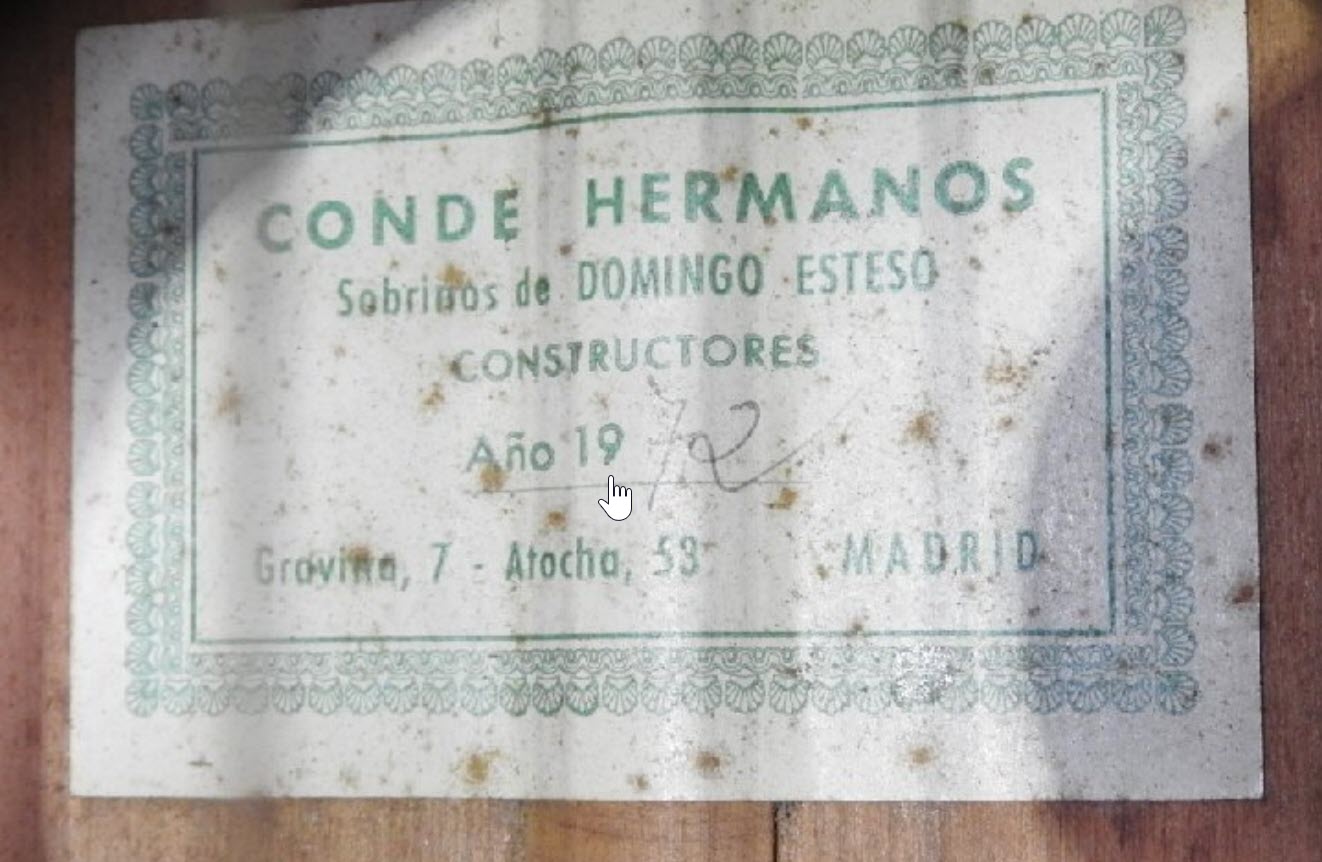 CONDE HERMANOS
Sobrinos de DOMINGO ESTESO
CONSTRUCTORES
Año 1972
Gravina, 7 - Atocha, 53 MADRID